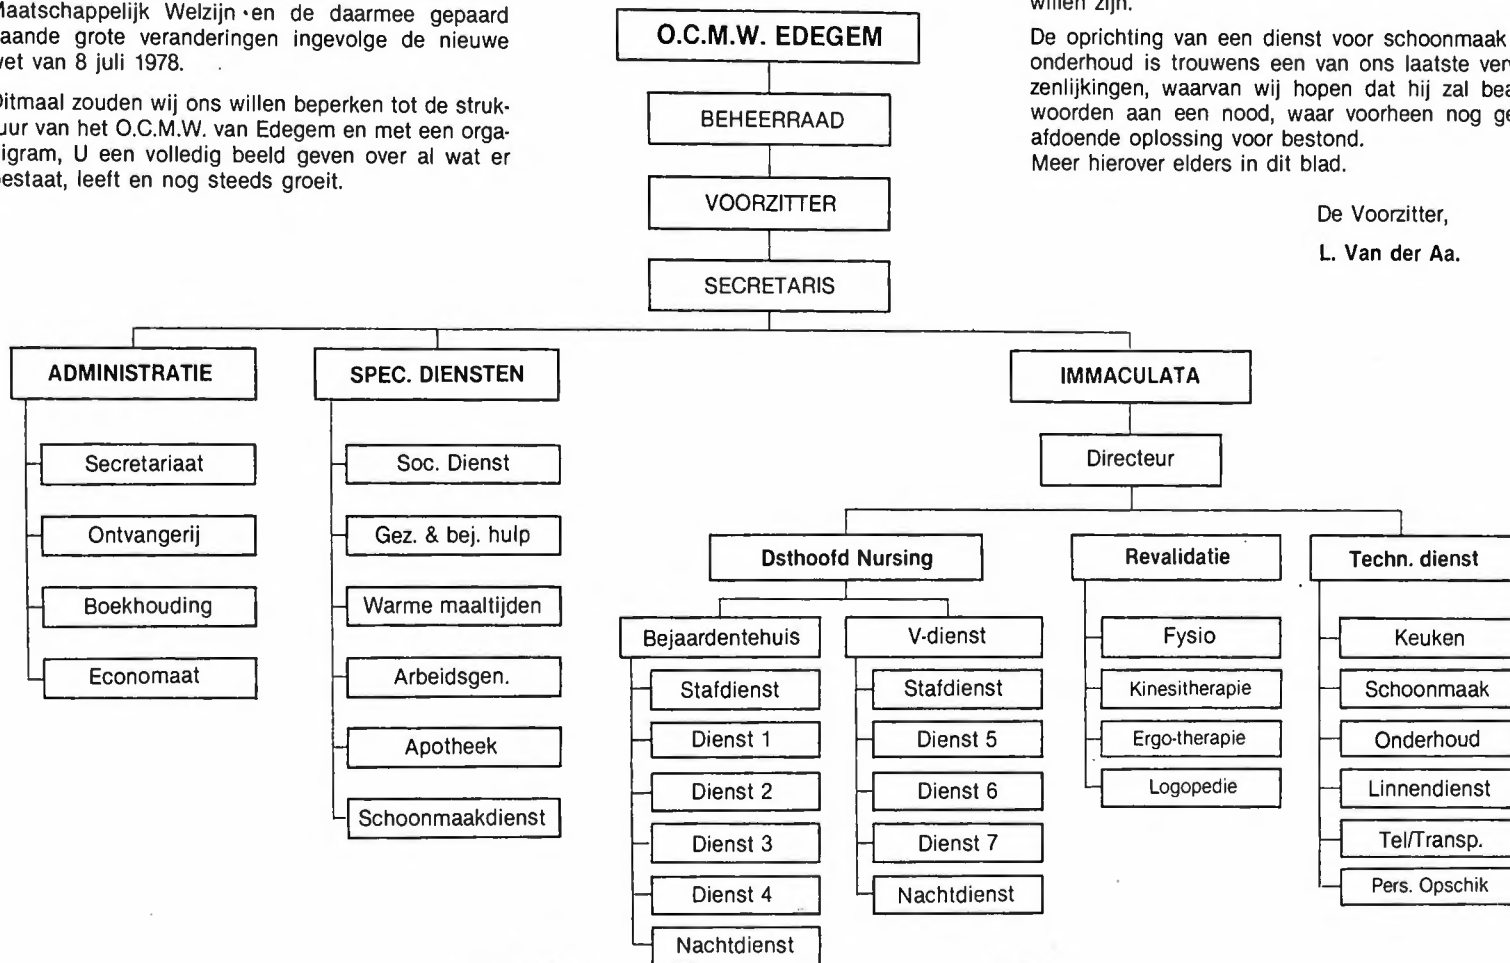 Maatschappelijk Welzijn en de daarmee gepaard
gaande grote veranderingen ingevolge de nieuwe
wet van 8 juli 1978.
Ditmaal zouden wij ons willen beperken tot de struk-
tuur van het O.C.M.W. van Edegem en met een orga-
nigram, U een volledig beeld geven over al wat er
bestaat, leeft en nog steeds groeit.
willen zijn.
De oprichting van een dienst voor schoonmaak
onderhoud is trouwens een van ons laatste ver
zenlijkingen, waarvan wij hopen dat hij zal bea
woorden aan een nood, waar voorheen nog ge
afdoende oplossing voor bestond.
Meer hierover elders in dit blad.
De Voorzitter,
L. Van der Aa.
O.C.M.W. EDEGEM
BEHEERRAAD
VOORZITTER
SECRETARIS
ADMINISTRATIE
Secretariaat
Ontvangerij
Boekhouding
Economaat
SPEC. DIENSTEN
Soc. Dienst
Gez. & bej. hulp
Warme maaltijden
Arbeidsgen.
Apotheek
Schoonmaakdienst
IMMACULATA
Directeur
Dsthoofd Nursing
Bejaardentehuis
Stafdienst
Dienst 1
Dienst 2
Dienst 3
Dienst 4
Nachtdienst
V-dienst
Stafdienst
Dienst 5
Dienst 6
Dienst 7
Nachtdienst
Revalidatie
Fysio
Kinesitherapie
Ergo-therapie
Logopedie
Techn. dienst
Keuken
Schoonmaak
Onderhoud
Linnendienst
Tel/Transp.
Pers. Opschik